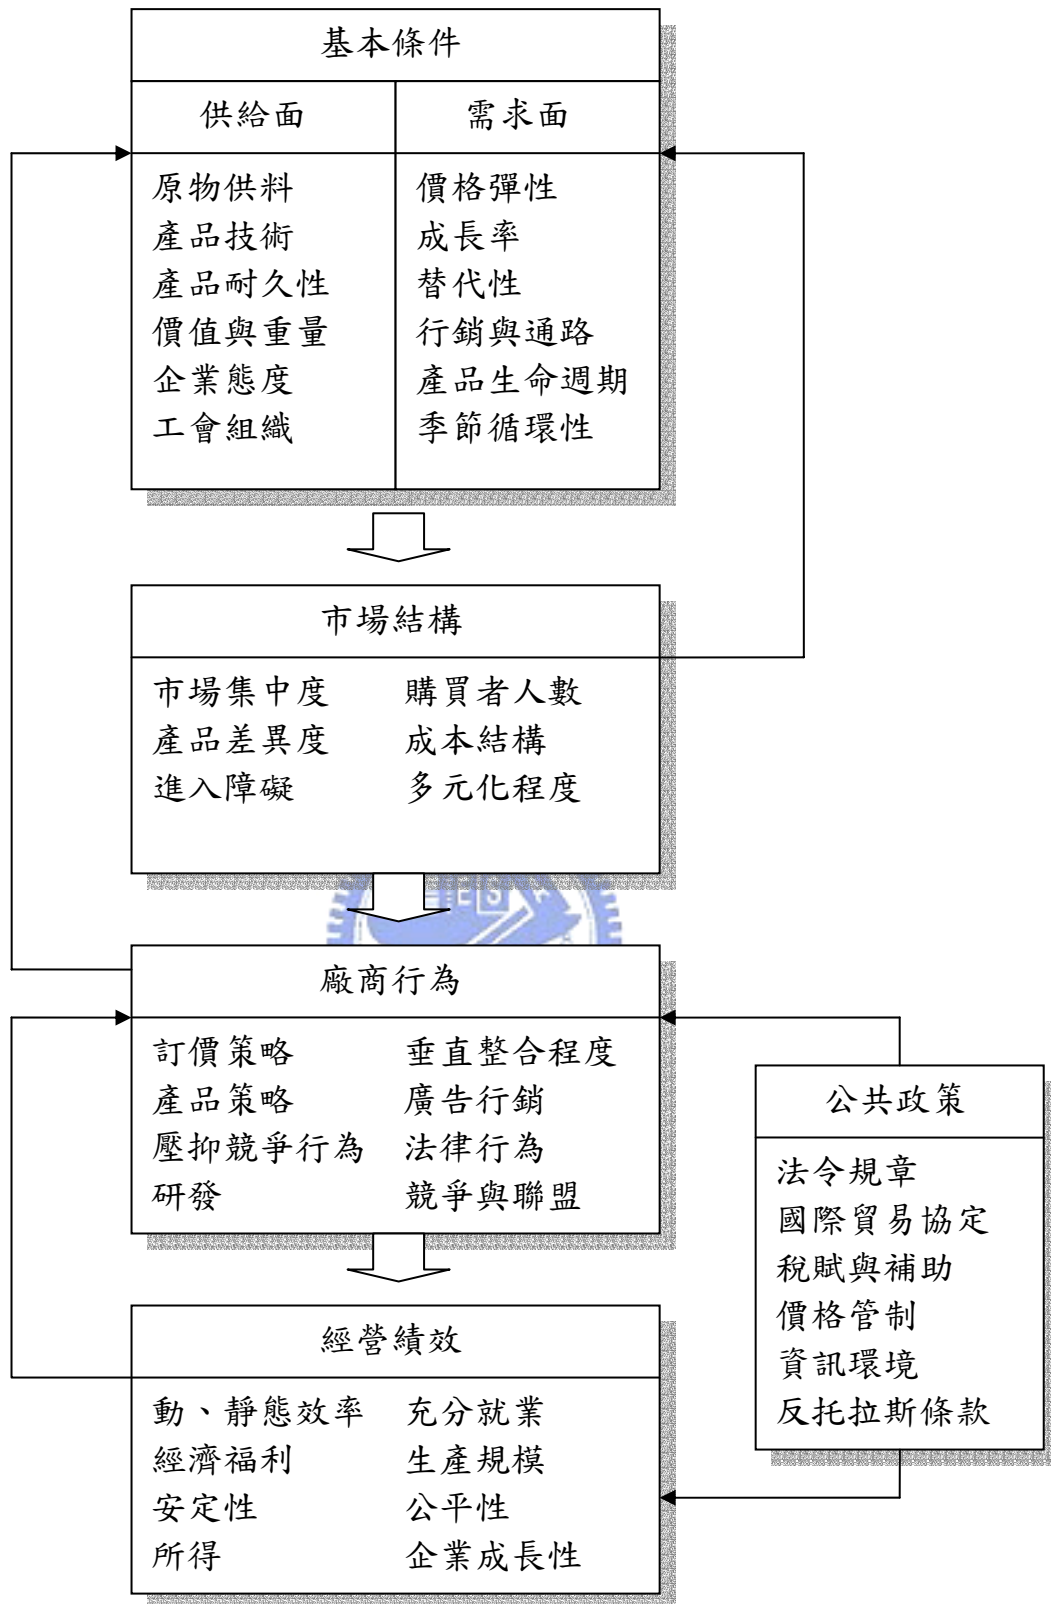 基本條件
供給面 需求面
原物供料 價格彈性
產品技術 成長率
產品耐久性 替代性
價值與重量 行銷與通路
企業態度 產品生命週期
工會組織 季節循環性
市場結構
市場集中度 購買者人數
產品差異度 成本結構
進入障礙 多元化程度
廠商行為
訂價策略 垂直整合程度
產品策略 廣告行銷
壓抑競爭行為 法律行為
研發 競爭與聯盟
公共政策
法令規章
國際貿易協定
稅賦與補助
價格管制
資訊環境
反托拉斯條款
經營績效
動、靜態效率 充分就業
經濟福利 生產規模
安定性 公平性
所得 企業成長性